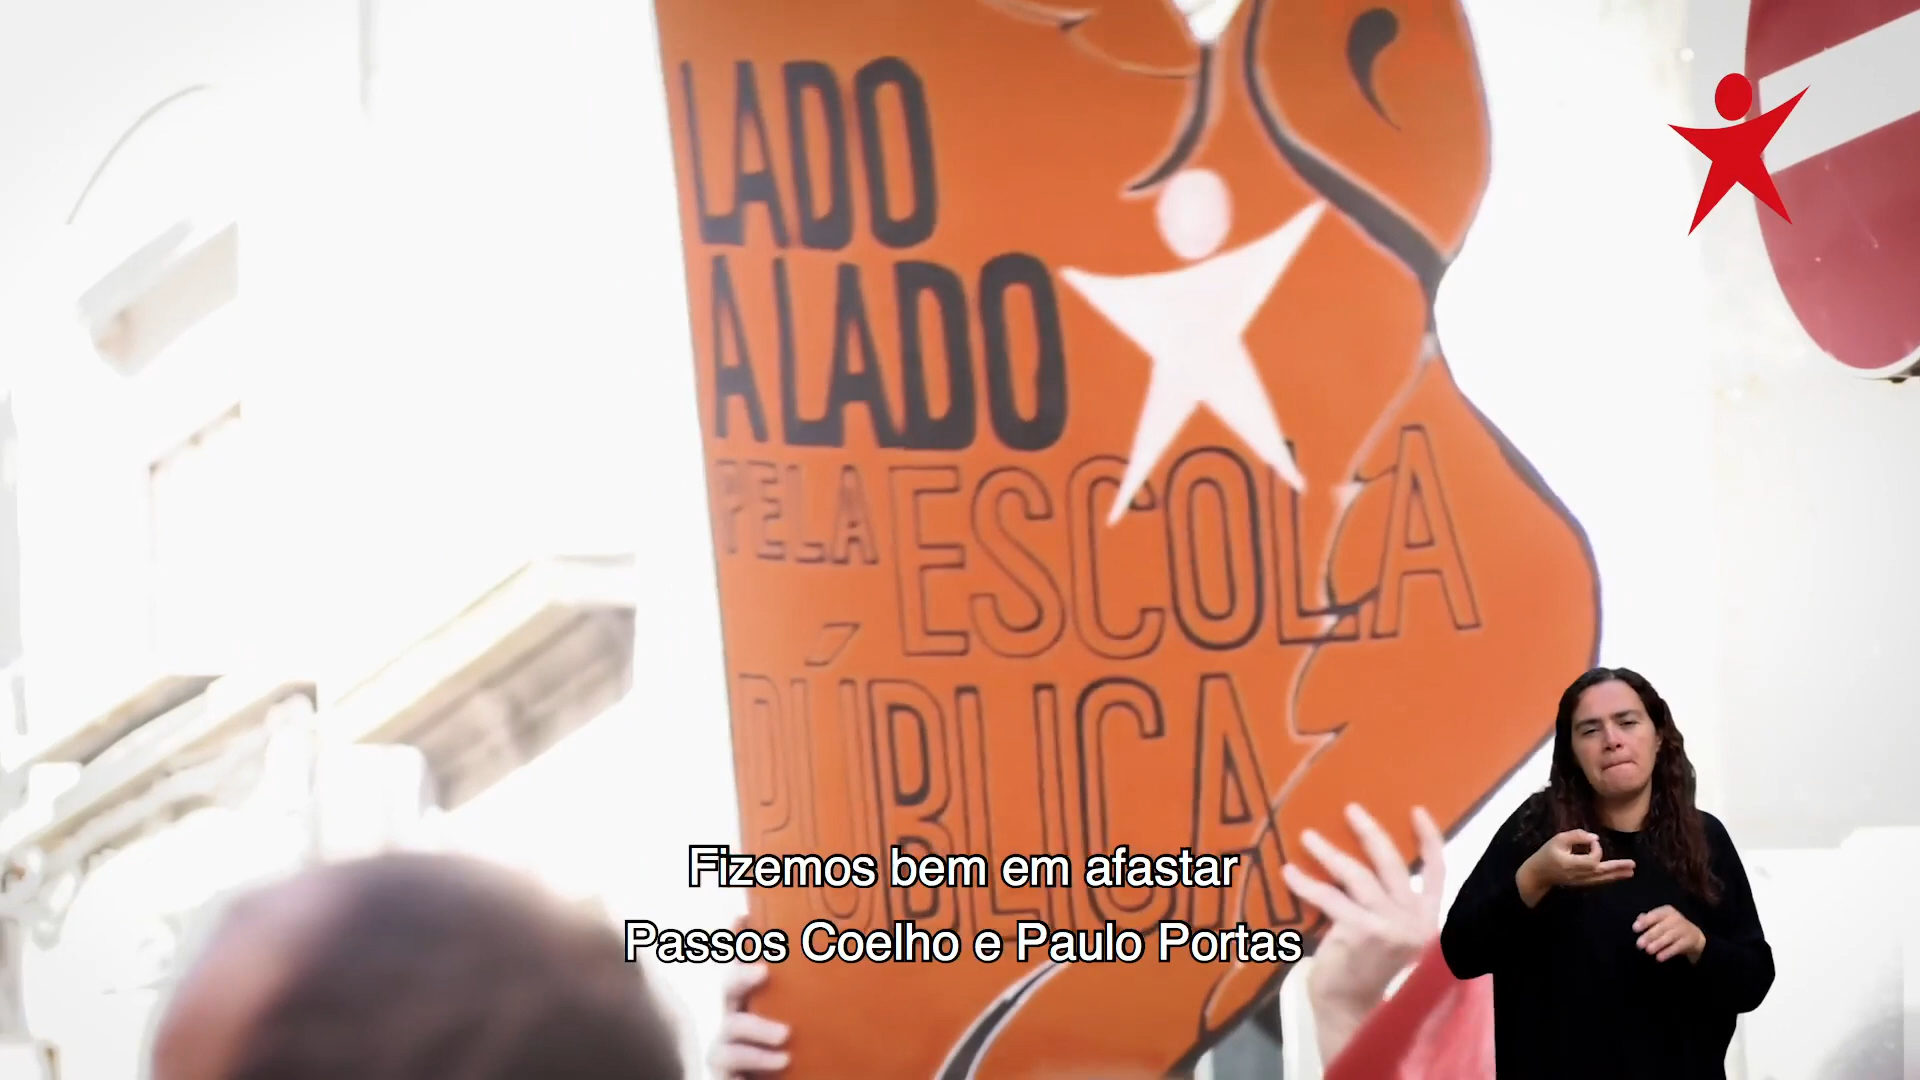 LADO
A LADO
PELA ESCOLA
PÚBLICA
Fizemos bem em afastar
Passos Coelho e Paulo Portas